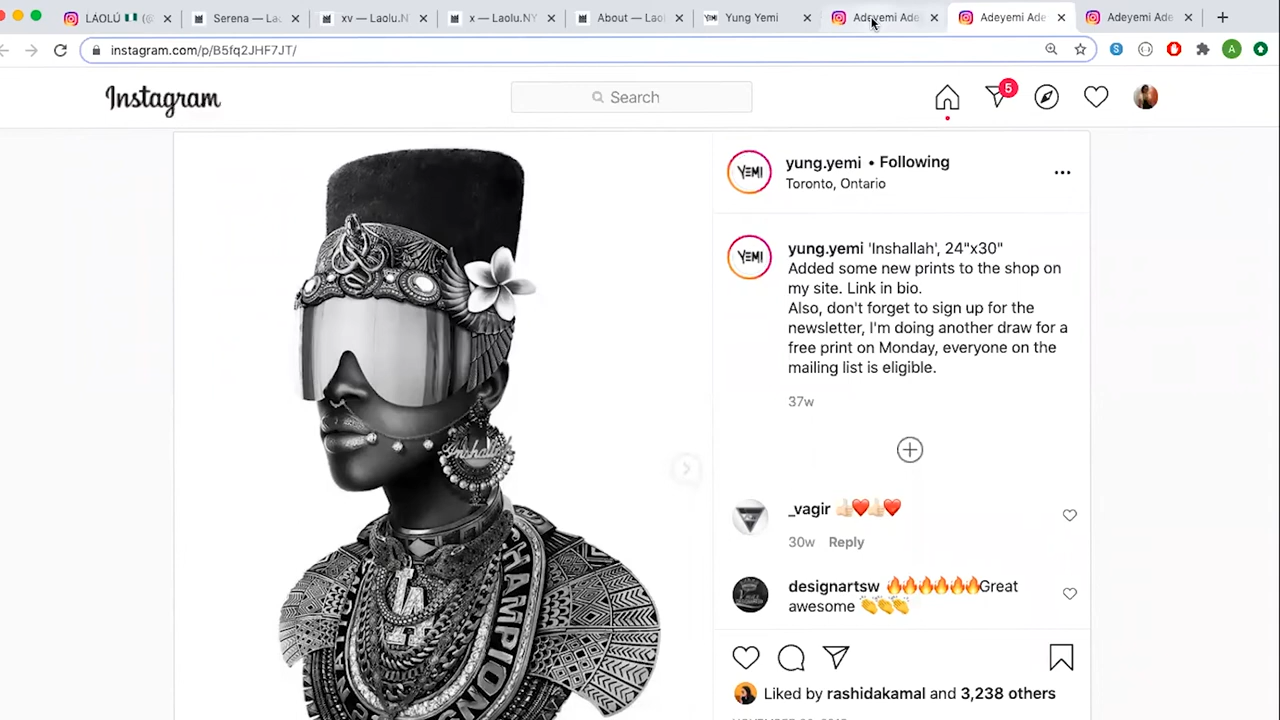 LÁOLÚ
Serena — La
xv — Laolu.N
x — Laolu.NY
About — Lao
Yung Yemi
Adeyemi Ade
Adeyemi Ade
Adeyemi Ade
instagram.com/p/B5fq2JHF7JT/
S
A
Instagram
Search
5
YEMI
yung.yemi • Following
Toronto, Ontario
YEMI
yung.yemi 'Inshallah', 24"x30"
Added some new prints to the shop on
my site. Link in bio.
Also, don't forget to sign up for the
newsletter, I'm doing another draw for a
free print on Monday, everyone on the
mailing list is eligible.
37w
_vagir 👍🏻❤️👍🏻❤️
30w Reply
designartsw 🔥🔥🔥🔥🔥🔥Great
awesome 👏👏👏
Liked by rashidakamal and 3,238 others
Inshallah
CHAMPION